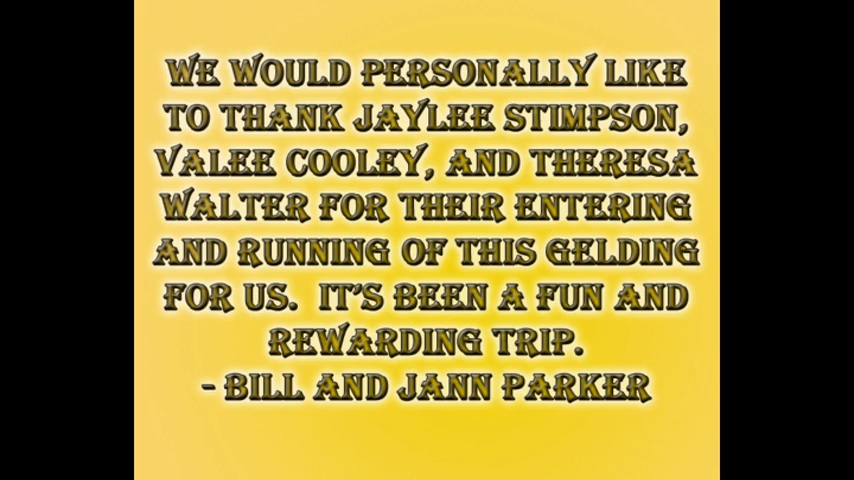 WE WOULD PERSONALLY LIKE
TO THANK JAYLEE STIMPSON,
VALEE COOLEY, AND THERESA
WALTER FOR THEIR ENTERING
AND RUNNING OF THIS GELDING
FOR US.  IT'S BEEN A FUN AND
REWARDING TRIP.
- BILL AND JANN PARKER